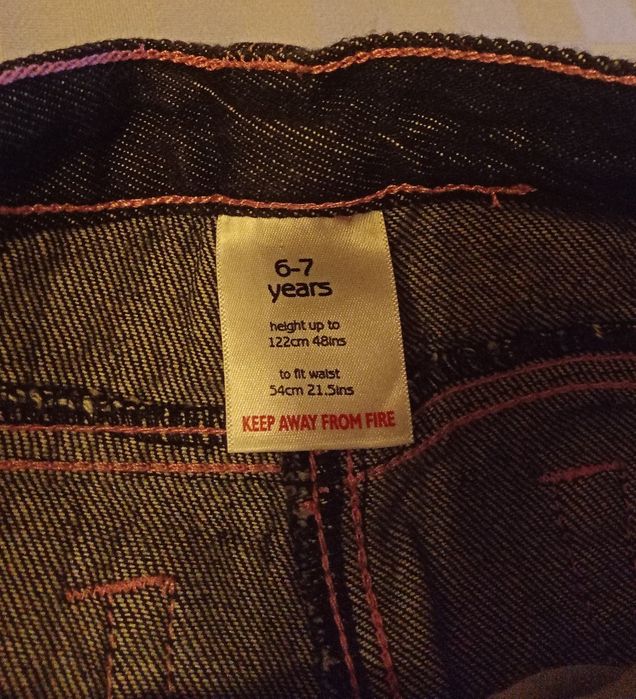 6-7
years
height up to
122cm 48ins
to fit waist
54cm 21.5ins
KEEP AWAY FROM FIRE